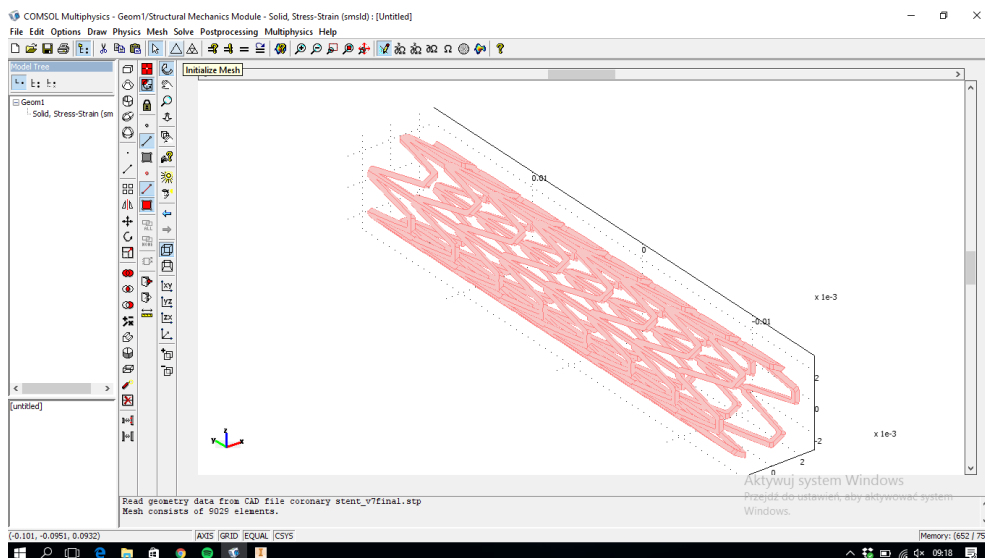 COMSOL Multiphysics - Geom1/Structural Mechanics Module - Solid, Stress-Strain (smsld) : [Untitled]
File Edit Options Draw Physics Mesh Solve Postprocessing Multiphysics Help
Model Tree
Initialize Mesh
Geom1
Solid, Stress-Strain (sm
0.01
0
x 1e-3
-0.01
2
0
-2
x 1e-3
2
0
y z x
[untitled]
Aktywuj system Windows
Przejdź do ustawień, aby aktywować system
Windows.
Read geometry data from CAD file coronary stent_v7final.stp
Mesh consists of 9029 elements.
(-0.101, -0.0951, 0.0932) AXIS GRID EQUAL CSYS Memory: (652 / 75
09:18